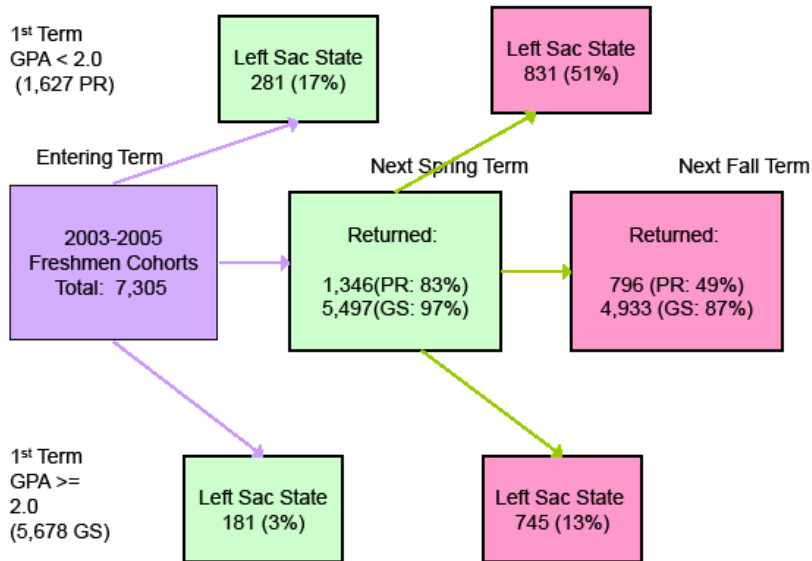 1st Term
GPA < 2.0
(1,627 PR)
Left Sac State
281 (17%)
Left Sac State
831 (51%)
Entering Term
Next Spring Term
Next Fall Term
2003-2005
Freshmen Cohorts
Total: 7,305
Returned:
1,346(PR: 83%)
5,497(GS: 97%)
Returned:
796 (PR: 49%)
4,933 (GS: 87%)
1st Term
GPA >=
2.0
(5,678 GS)
Left Sac State
181 (3%)
Left Sac State
745 (13%)